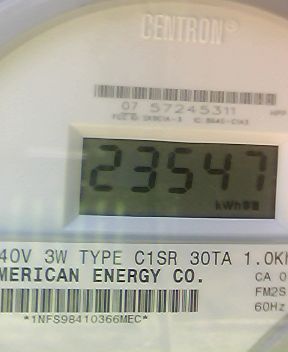 CENTRON®
07 57245311
23547
kWh
40V 3W TYPE C1SR 30TA 1.0K
MERICAN ENERGY CO.
CA 0
FM2S
60Hz
*1NFS98410366MEC*